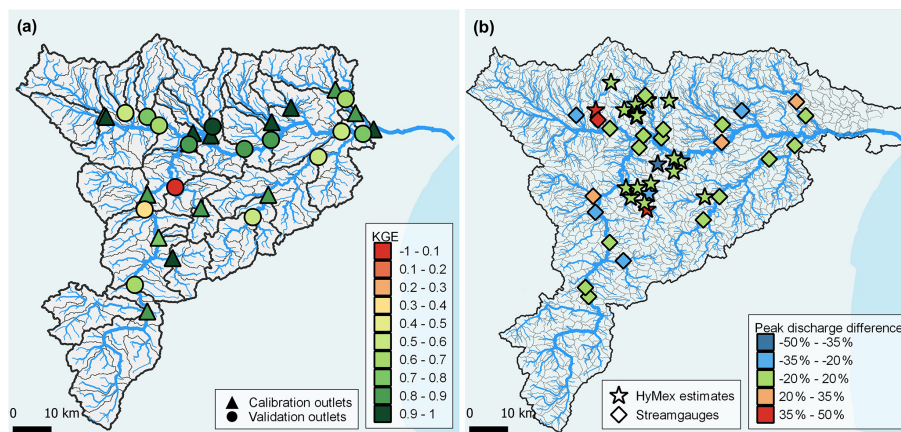 (a)
KGE
-1 - 0.1
0.1 - 0.2
0.2 - 0.3
0.3 - 0.4
0.4 - 0.5
0.5 - 0.6
0.6 - 0.7
0.7 - 0.8
0.8 - 0.9
0.9 - 1
Calibration outlets
Validation outlets
0 10 km
(b)
Peak discharge difference
-50% - -35%
-35% - -20%
-20% - 20%
20% - 35%
35% - 50%
HyMex estimates
Streamgauges
0 10 km